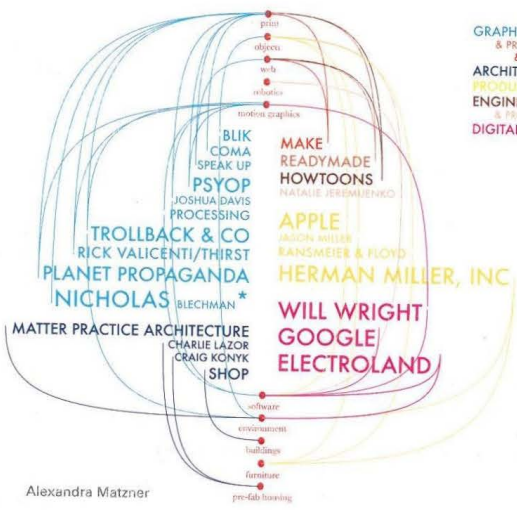 print
objects
web
robotics
motion graphics
BLIK
COMA
SPEAK UP
PSYOP
JOSHUA DAVIS
PROCESSING
TROLLBACK & CO
RICK VALICENTI/THIRST
PLANET PROPAGANDA
NICHOLAS BLECHMAN *
MATTER PRACTICE ARCHITECTURE
CHARLIE LAZOR
CRAIG KONYK
SHOP
MAKE
READYMADE
HOWTOONS
NATALIE JEREMIJENKO
APPLE
JASON MILLER
RANSMEIER & FLOYD
HERMAN MILLER, INC
WILL WRIGHT
GOOGLE
ELECTROLAND
GRAPH
& PR
&
ARCHIT
PRODU
ENGIN
& PR
DIGITA
software
environment
buildings
furniture
pre-fab housing
Alexandra Matzner